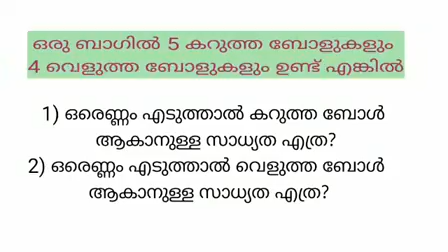 ഒരു ബാഗിൽ 5 കറുത്ത ബോളുകളും
4 വെളുത്ത ബോളുകളും ഉണ്ട് എങ്കിൽ
1) ഒരെണ്ണം എടുത്താൽ കറുത്ത ബോൾ
ആകാനുള്ള സാധ്യത എത്ര?
2) ഒരെണ്ണം എടുത്താൽ വെളുത്ത ബോൾ
ആകാനുള്ള സാധ്യത എത്ര?